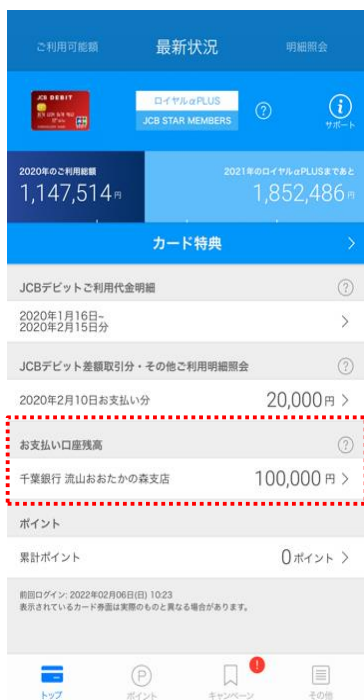 ご利用可能額
最新状況
明細照会
JCB DEBIT
ロイヤルαPLUS
JCB STAR MEMBERS
?
i
サポート
2020年のご利用総額
1,147,514円
2021年のロイヤルαPLUSまであと
1,852,486円
カード特典
JCBデビットご利用代金明細
?
2020年1月16日~
2020年2月15日分
JCBデビット差額取引分・その他ご利用明細照会
?
2020年2月10日お支払い分
20,000円
お支払い口座残高
?
千葉銀行 流山おおたかの森支店
100,000円
ポイント
累計ポイント
0ポイント
前回ログイン: 2022年02月06日(日) 10:23
表示されているカード券面は実際のものと異なる場合があります。
トップ
P
ポイント
!
キャンペーン
その他